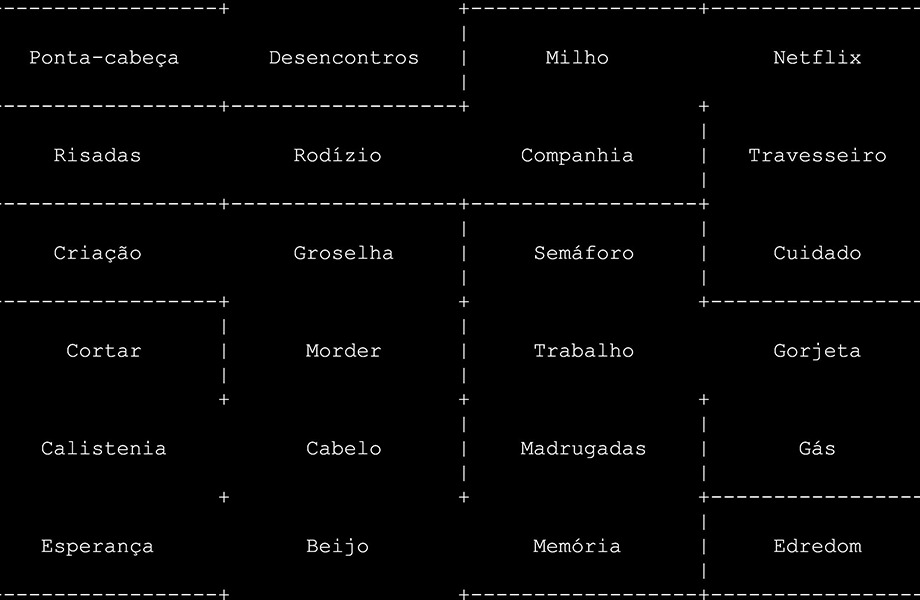 Ponta-cabeça Desencontros Milho Netflix
Risadas Rodízio Companhia Travesseiro
Criação Groselha Semáforo Cuidado
Cortar Morder Trabalho Gorjeta
Calistenia Cabelo Madrugadas Gás
Esperança Beijo Memória Edredom